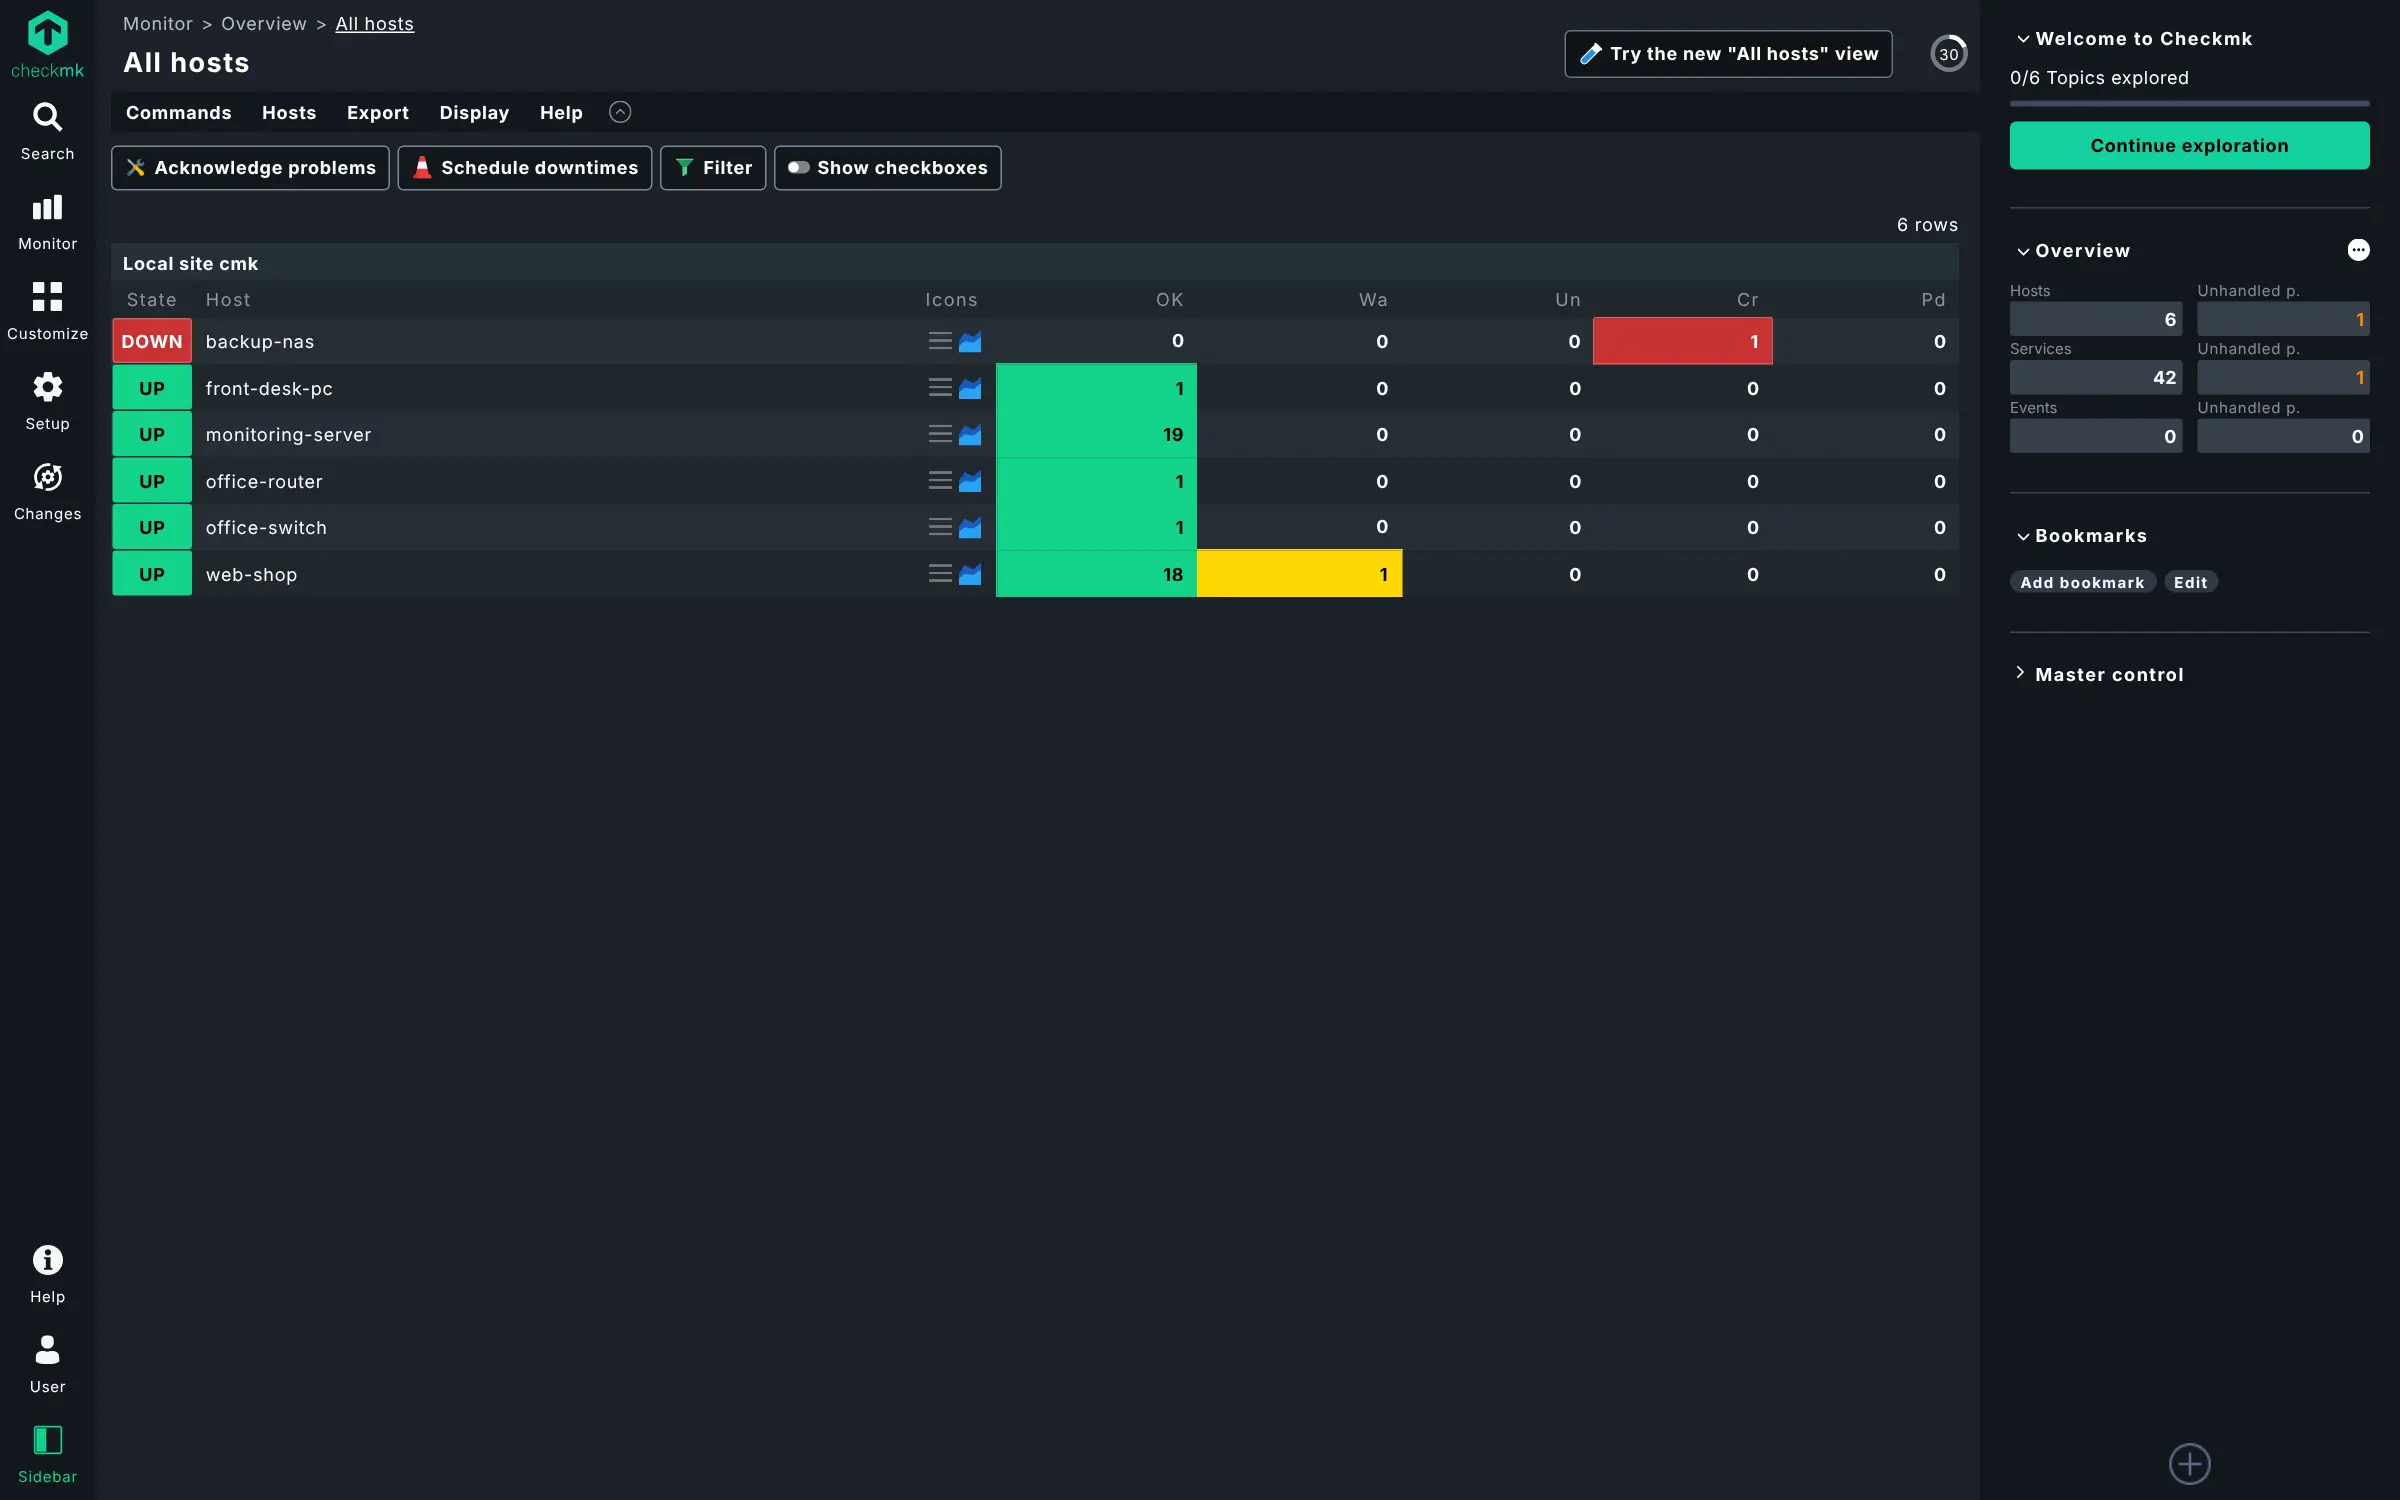 checkmk
Search
Monitor
Customize
Setup
Changes
Help
User
Sidebar
Monitor > Overview > All hosts
All hosts
Try the new "All hosts" view
30
Commands Hosts Export Display Help
Acknowledge problems Schedule downtimes Filter Show checkboxes
6 rows
Local site cmk
State Host Icons OK Wa Un Cr Pd
DOWN backup-nas 0 0 0 1 0
UP front-desk-pc 1 0 0 0 0
UP monitoring-server 19 0 0 0 0
UP office-router 1 0 0 0 0
UP office-switch 1 0 0 0 0
UP web-shop 18 1 0 0 0
Welcome to Checkmk
0/6 Topics explored
Continue exploration
Overview
Hosts Unhandled p.
6 1
Services Unhandled p.
42 1
Events Unhandled p.
0 0
Bookmarks
Add bookmark Edit
Master control